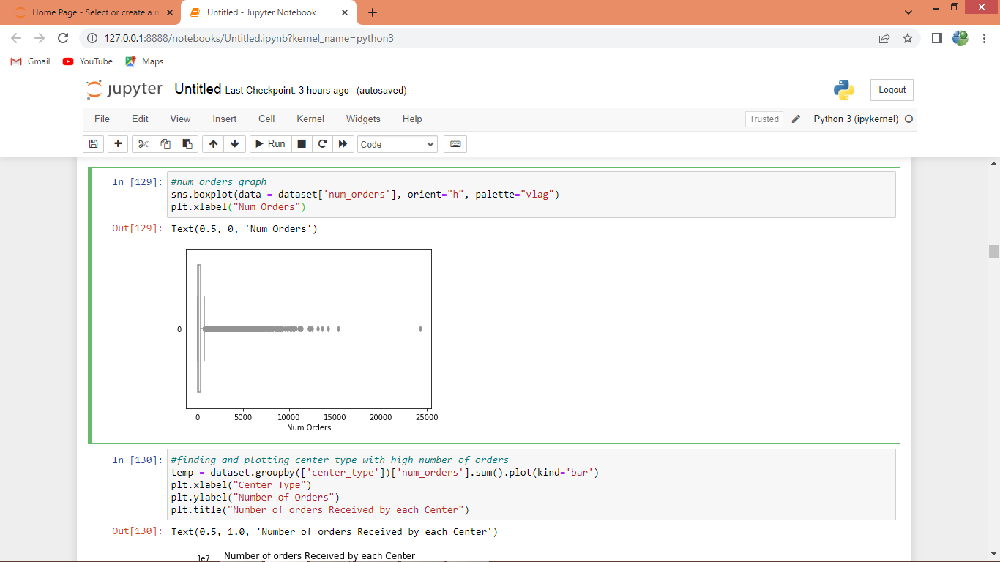 Home Page - Select or create a n
Untitled - Jupyter Notebook
127.0.0.1:8888/notebooks/Untitled.ipynb?kernel_name=python3
Gmail YouTube Maps
jupyter Untitled Last Checkpoint: 3 hours ago (autosaved)
Logout
File Edit View Insert Cell Kernel Widgets Help
Trusted Python 3 (ipykernel)
Run Code
In [129]: #num orders graph
sns.boxplot(data = dataset['num_orders'], orient="h", palette="vlag")
plt.xlabel("Num Orders")
Out[129]: Text(0.5, 0, 'Num Orders')
0
0 5000 10000 15000 20000 25000
Num Orders
In [130]: #finding and plotting center type with high number of orders
temp = dataset.groupby(['center_type'])['num_orders'].sum().plot(kind='bar')
plt.xlabel("Center Type")
plt.ylabel("Number of Orders")
plt.title("Number of orders Received by each Center")
Out[130]: Text(0.5, 1.0, 'Number of orders Received by each Center')
1e7 Number of orders Received by each Center